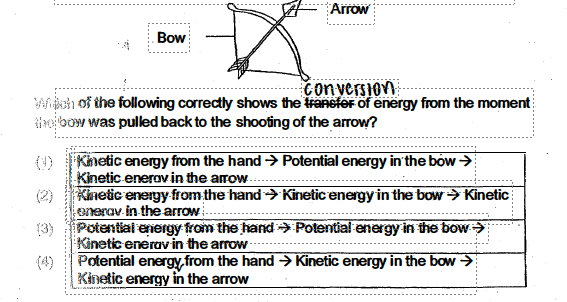 Arrow
Bow
conversion
Which of the following correctly shows the transfer of energy from the moment
the bow was pulled back to the shooting of the arrow?
(1) Kinetic energy from the hand → Potential energy in the bow →
Kinetic energy in the arrow
(2) Kinetic energy from the hand → Kinetic energy in the bow → Kinetic
energy in the arrow
(3) Potential energy from the hand → Potential energy in the bow →
Kinetic energy in the arrow
(4) Potential energy from the hand → Kinetic energy in the bow →
Kinetic energy in the arrow